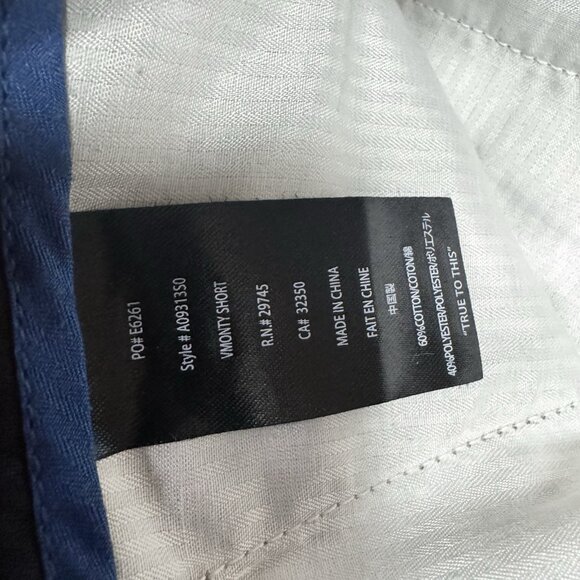 PO# E6261
Style # A09313S0
VMONTY SHORT
R.N.# 29745
CA# 32350
MADE IN CHINA
FAIT EN CHINE
中国製
60%COTTON/COTON/綿
40%POLYESTER/POLYESTER/ポリエステル
"TRUE TO THIS"